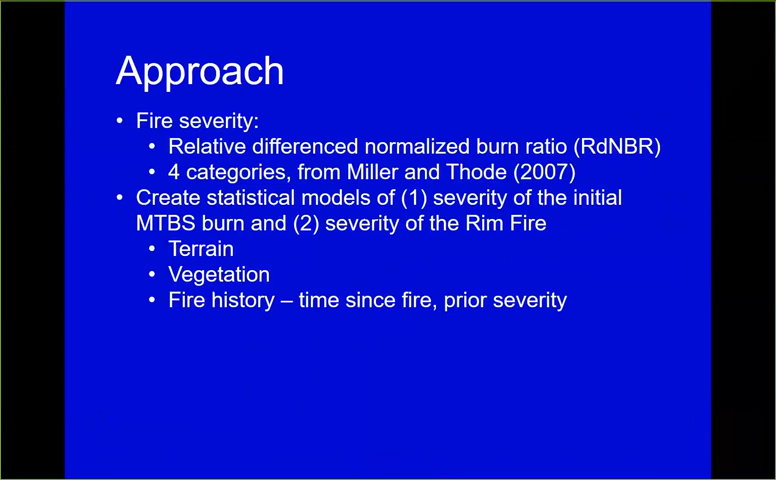 Approach
• Fire severity:
• Relative differenced normalized burn ratio (RdNBR)
• 4 categories, from Miller and Thode (2007)
• Create statistical models of (1) severity of the initial
MTBS burn and (2) severity of the Rim Fire
• Terrain
• Vegetation
• Fire history – time since fire, prior severity